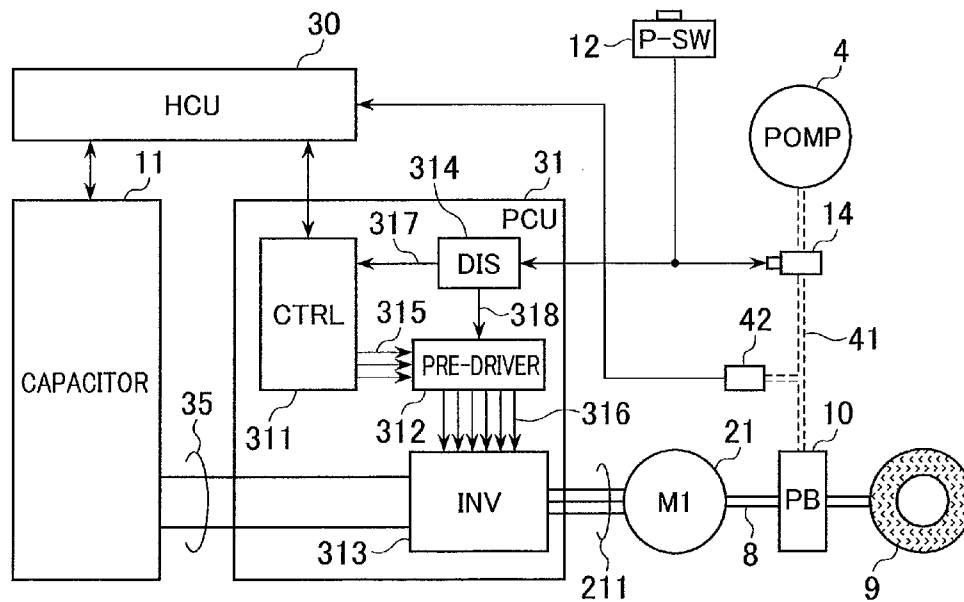 30
12
P-SW
4
HCU
POMP
11
314
31
PCU
14
317
DIS
CTRL
315
318
42
41
PRE-DRIVER
CAPACITOR
35
311
312
316
21
10
INV
M1
PB
313
211
8
9